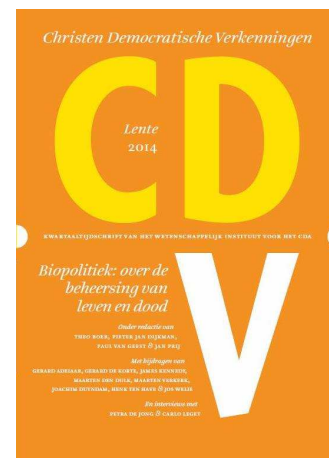 Christen Democratische Verkenningen
CD
Lente
2014
KWARTAALTIJDSCHRIFT VAN HET WETENSCHAPPELIJK INSTITUUT VOOR HET CDA
V
Biopolitiek: over de
beheersing van
leven en dood
Onder redactie van
THEO BOER, PIETER JAN DIJKMAN,
PAUL VAN GEEST & JAN PRIJ
Met bijdragen van
GERARD ADELAAR, GERARD DE KORTE, JAMES KENNEDY,
MAARTEN DEN DULK, MAARTEN VERKERK,
JOACHIM DUYNDAM, HENK TEN HAVE & JOS WELIE
En interviews met
PETRA DE JONG & CARLO LEGET